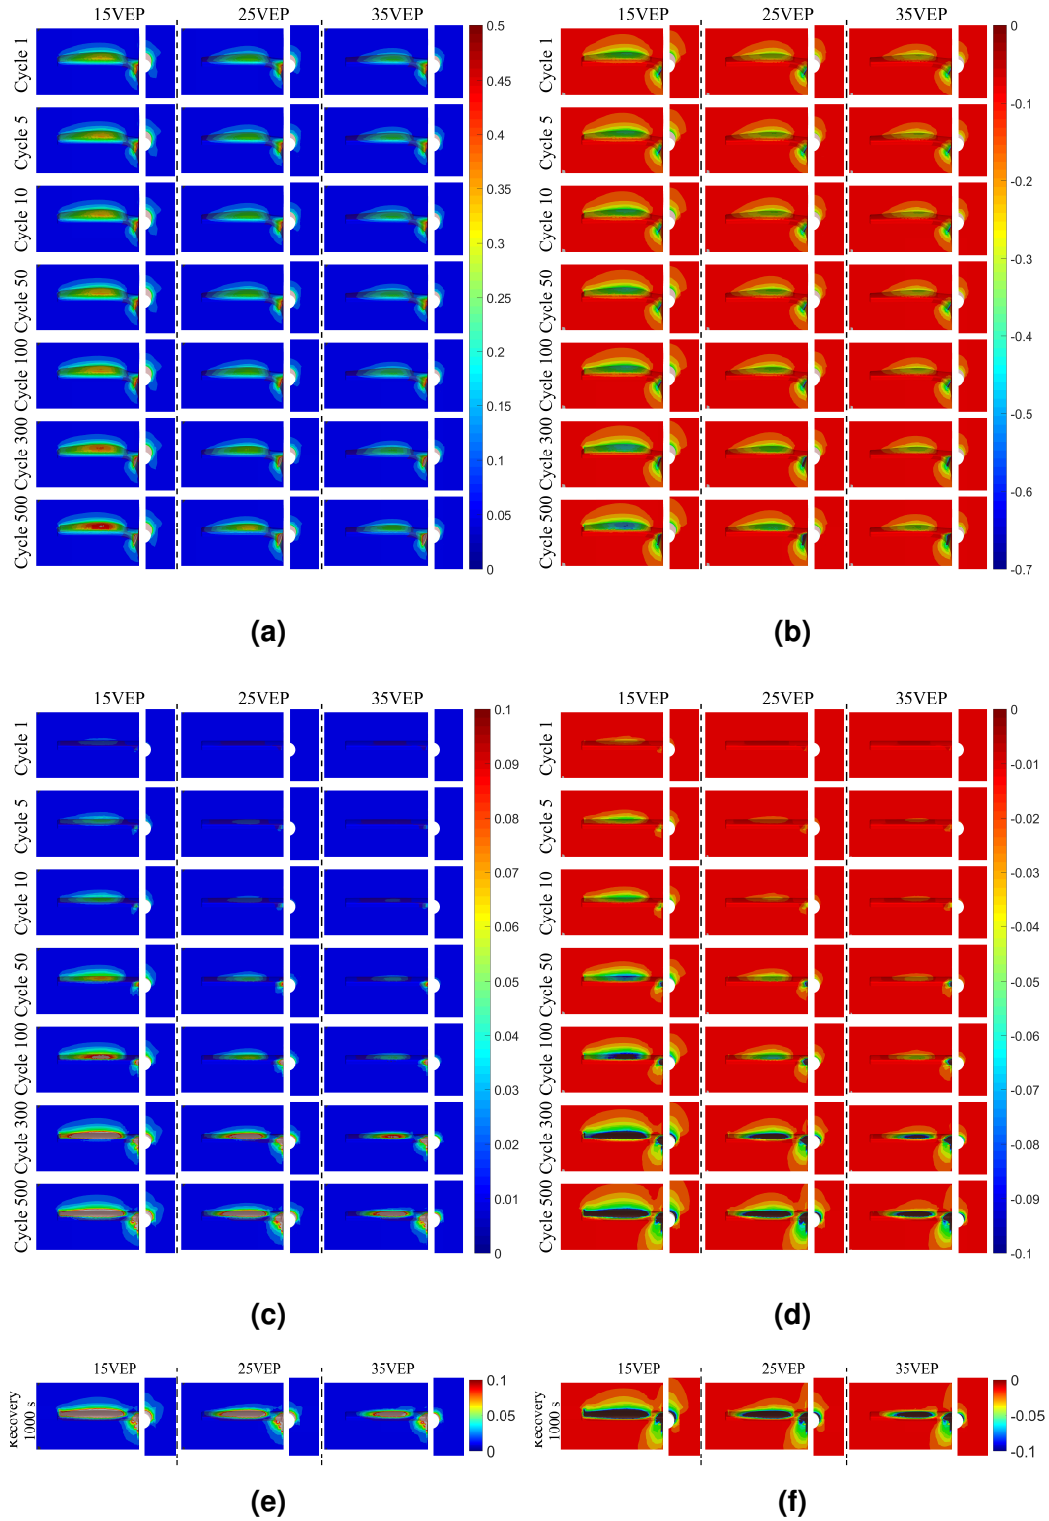 15VEP 25VEP 35VEP
Cycle 1
Cycle 5
Cycle 10
Cycle 50
Cycle 100
Cycle 300
Cycle 500
0.5
0.45
0.4
0.35
0.3
0.25
0.2
0.15
0.1
0.05
0
(a)
15VEP 25VEP 35VEP
Cycle 1
Cycle 5
Cycle 10
Cycle 50
Cycle 100
Cycle 300
Cycle 500
0
-0.1
-0.2
-0.3
-0.4
-0.5
-0.6
-0.7
(b)
15VEP 25VEP 35VEP
Cycle 1
Cycle 5
Cycle 10
Cycle 50
Cycle 100
Cycle 300
Cycle 500
0.1
0.09
0.08
0.07
0.06
0.05
0.04
0.03
0.02
0.01
0
(c)
15VEP 25VEP 35VEP
Cycle 1
Cycle 5
Cycle 10
Cycle 50
Cycle 100
Cycle 300
Cycle 500
0
-0.01
-0.02
-0.03
-0.04
-0.05
-0.06
-0.07
-0.08
-0.09
-0.1
(d)
15VEP 25VEP 35VEP
Recovery
1000 s
0.1
0.05
0
(e)
15VEP 25VEP 35VEP
Recovery
1000 s
0
-0.05
-0.1
(f)